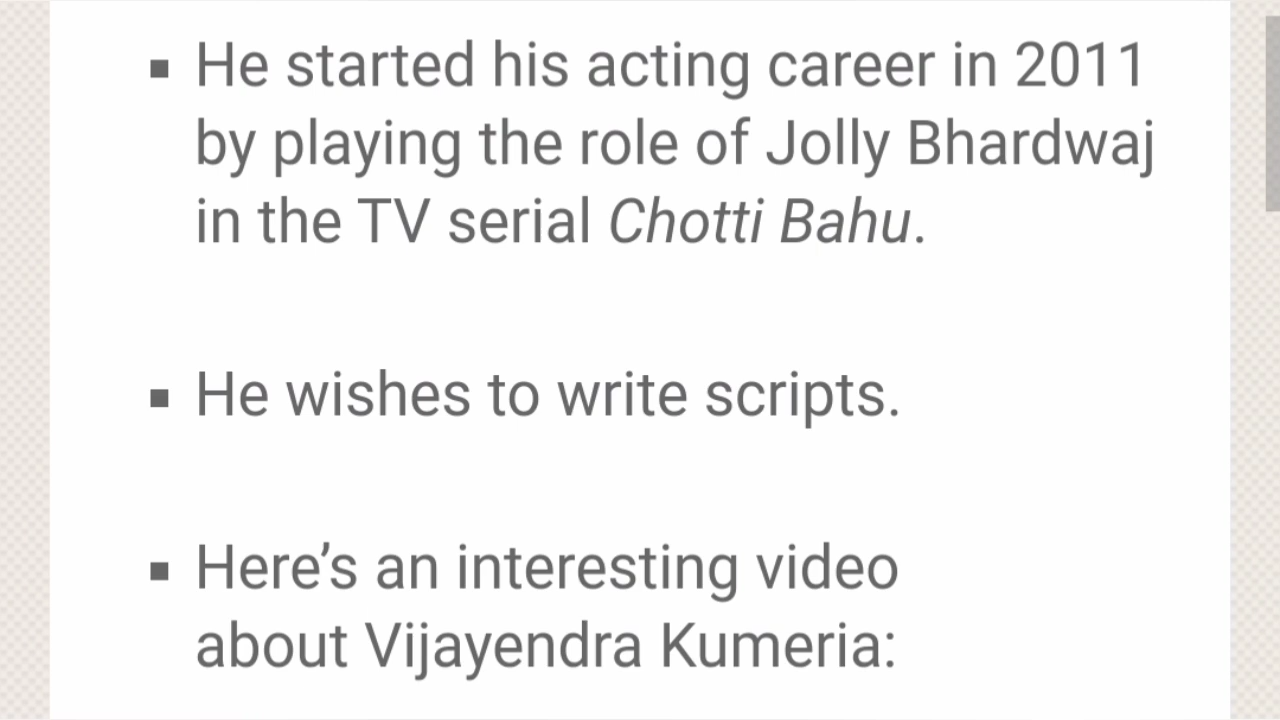 ▪ He started his acting career in 2011
by playing the role of Jolly Bhardwaj
in the TV serial Chotti Bahu.
▪ He wishes to write scripts.
▪ Here’s an interesting video
about Vijayendra Kumeria: